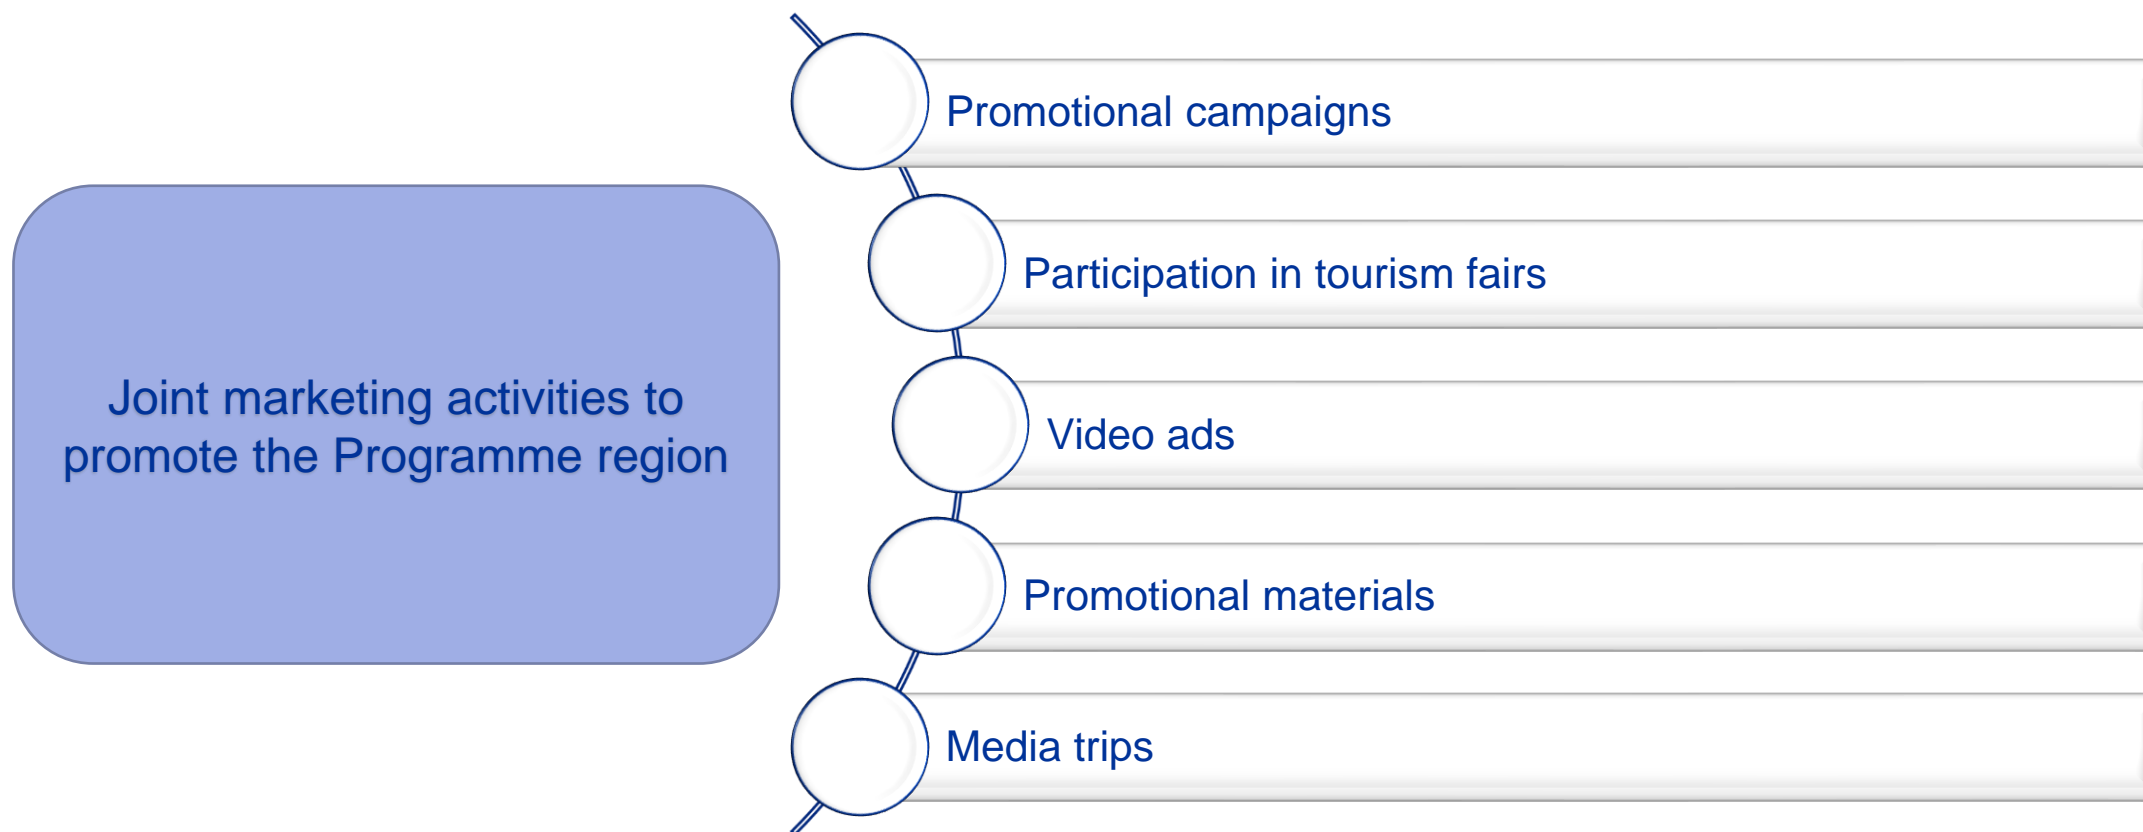 Joint marketing activities to
promote the Programme region
Promotional campaigns
Participation in tourism fairs
Video ads
Promotional materials
Media trips